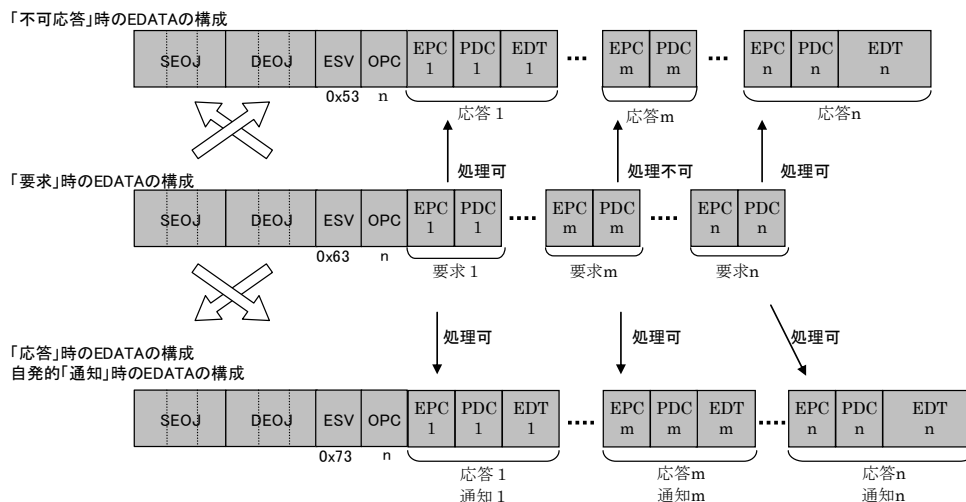 「不可応答」時のEDATAの構成
SEOJ DEOJ ESV OPC EPC 1 PDC 1 EDT 1 … EPC m PDC m … EPC n PDC n EDT n
0x53 n
応答1 応答m 応答n
処理可 処理不可 処理可
「要求」時のEDATAの構成
SEOJ DEOJ ESV OPC EPC 1 PDC 1 ‥‥ EPC m PDC m ‥‥ EPC n PDC n
0x63 n
要求1 要求m 要求n
処理可 処理可 処理可
「応答」時のEDATAの構成
自発的「通知」時のEDATAの構成
SEOJ DEOJ ESV OPC EPC 1 PDC 1 EDT 1 ‥‥ EPC m PDC m EDT m ‥‥ EPC n PDC n EDT n
0x73 n
応答1 応答m 応答n
通知1 通知m 通知n